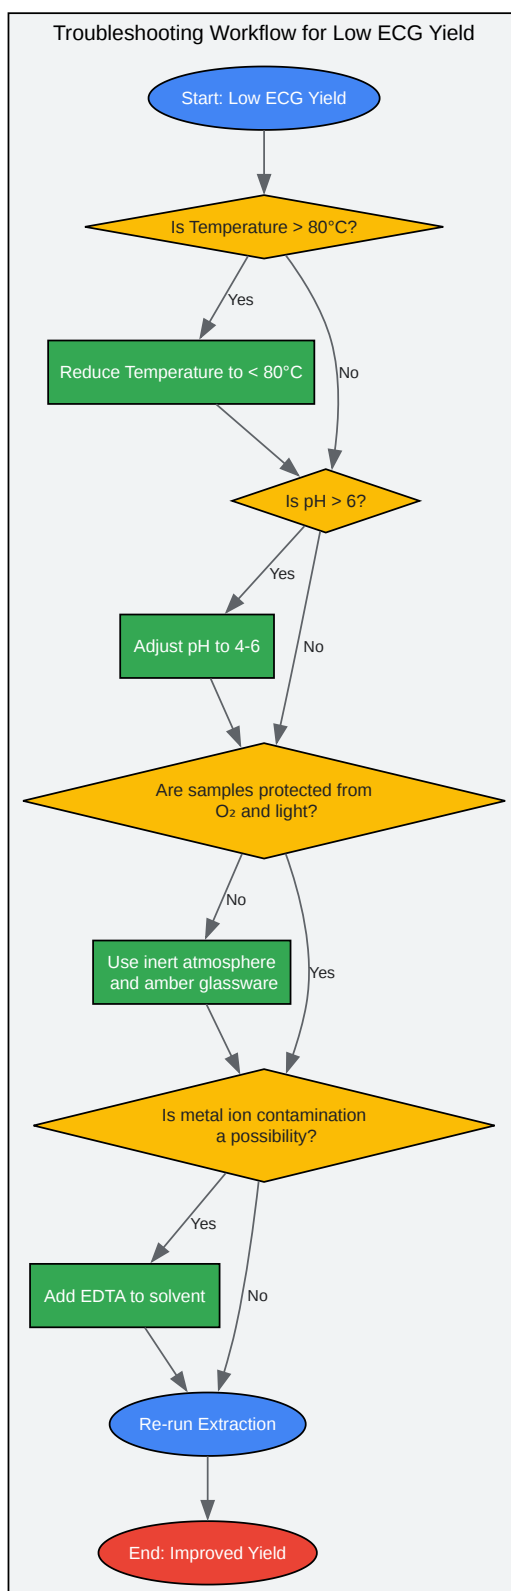 Troubleshooting Workflow for Low ECG Yield
Start: Low ECG Yield
Is Temperature > 80°C?
Yes
No
Reduce Temperature to < 80°C
Is pH > 6?
Yes
No
Adjust pH to 4-6
Are samples protected from
O₂ and light?
No
Yes
Use inert atmosphere
and amber glassware
Is metal ion contamination
a possibility?
Yes
No
Add EDTA to solvent
Re-run Extraction
End: Improved Yield